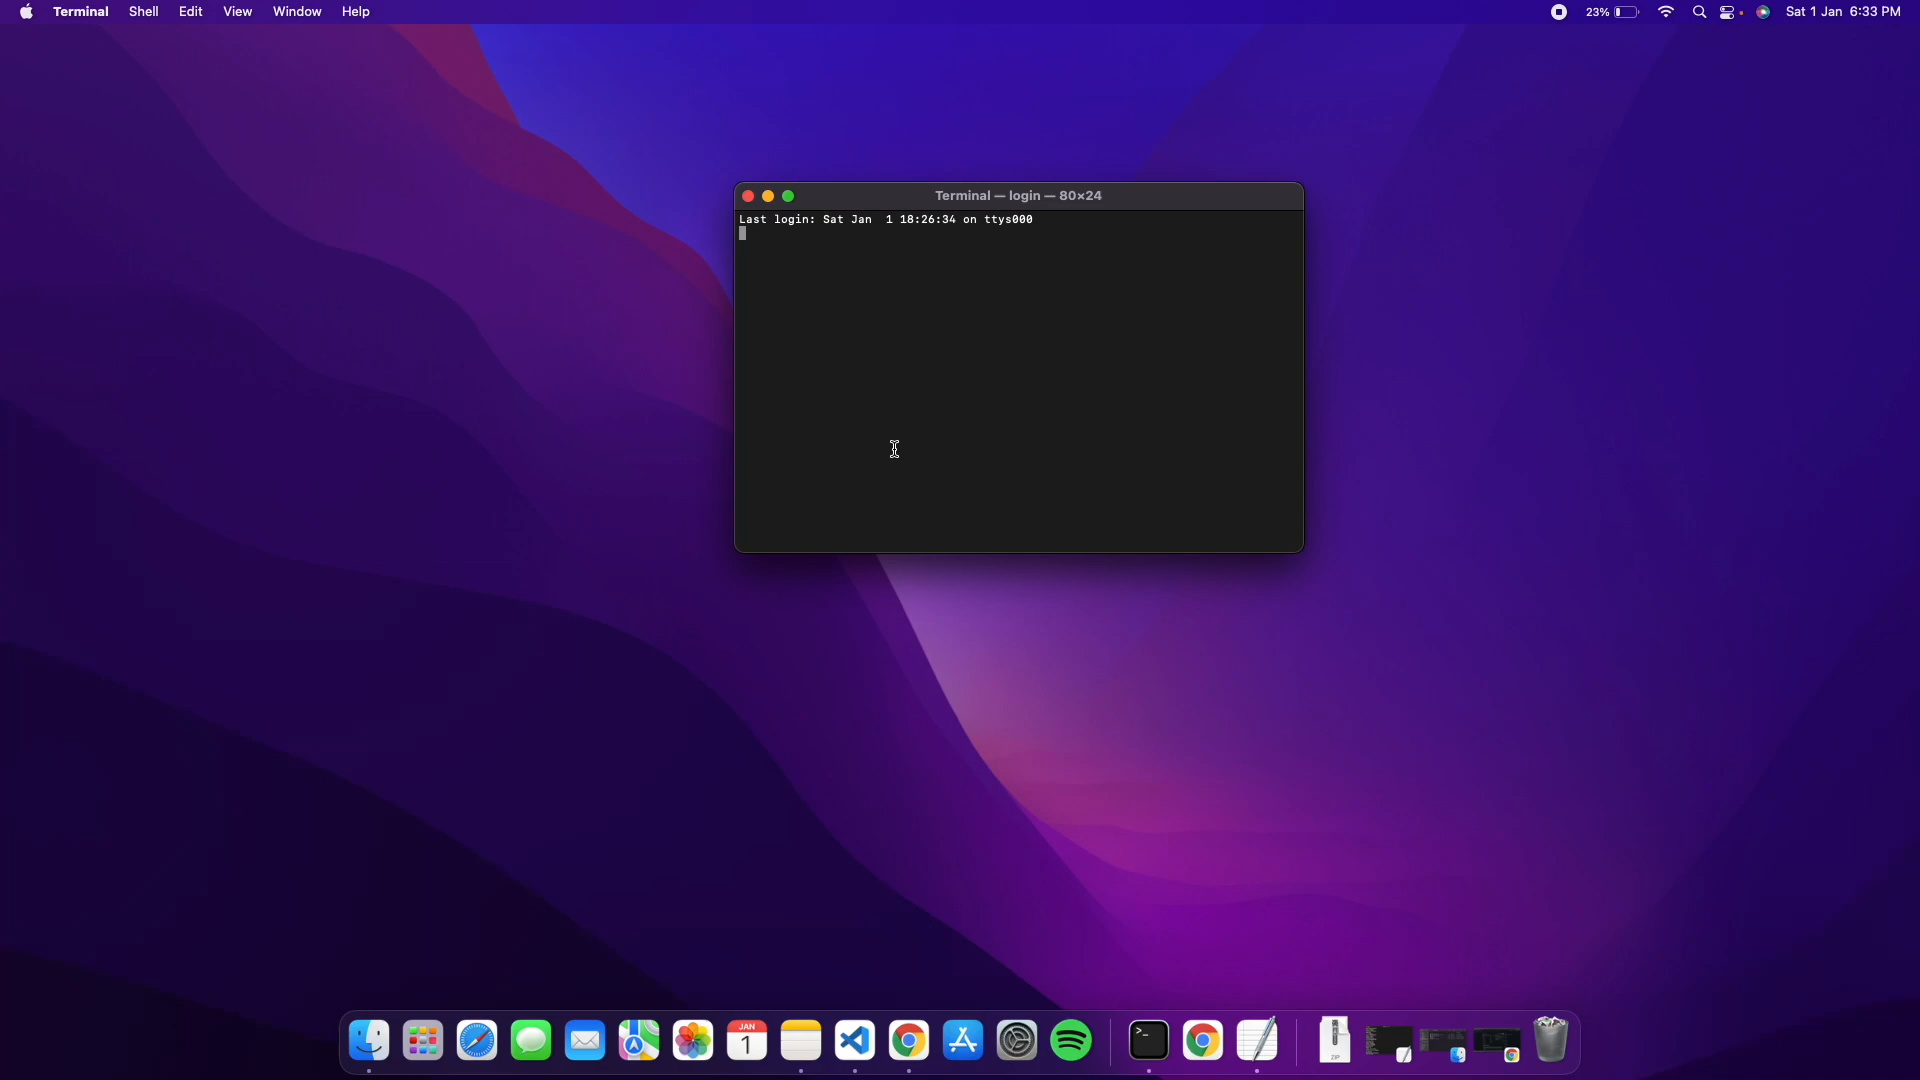 Terminal Shell Edit View Window Help 23% Sat 1 Jan 6:33 PM
Terminal — login — 80×24
Last login: Sat Jan  1 18:26:34 on ttys000
JAN
1
>_
ZIP